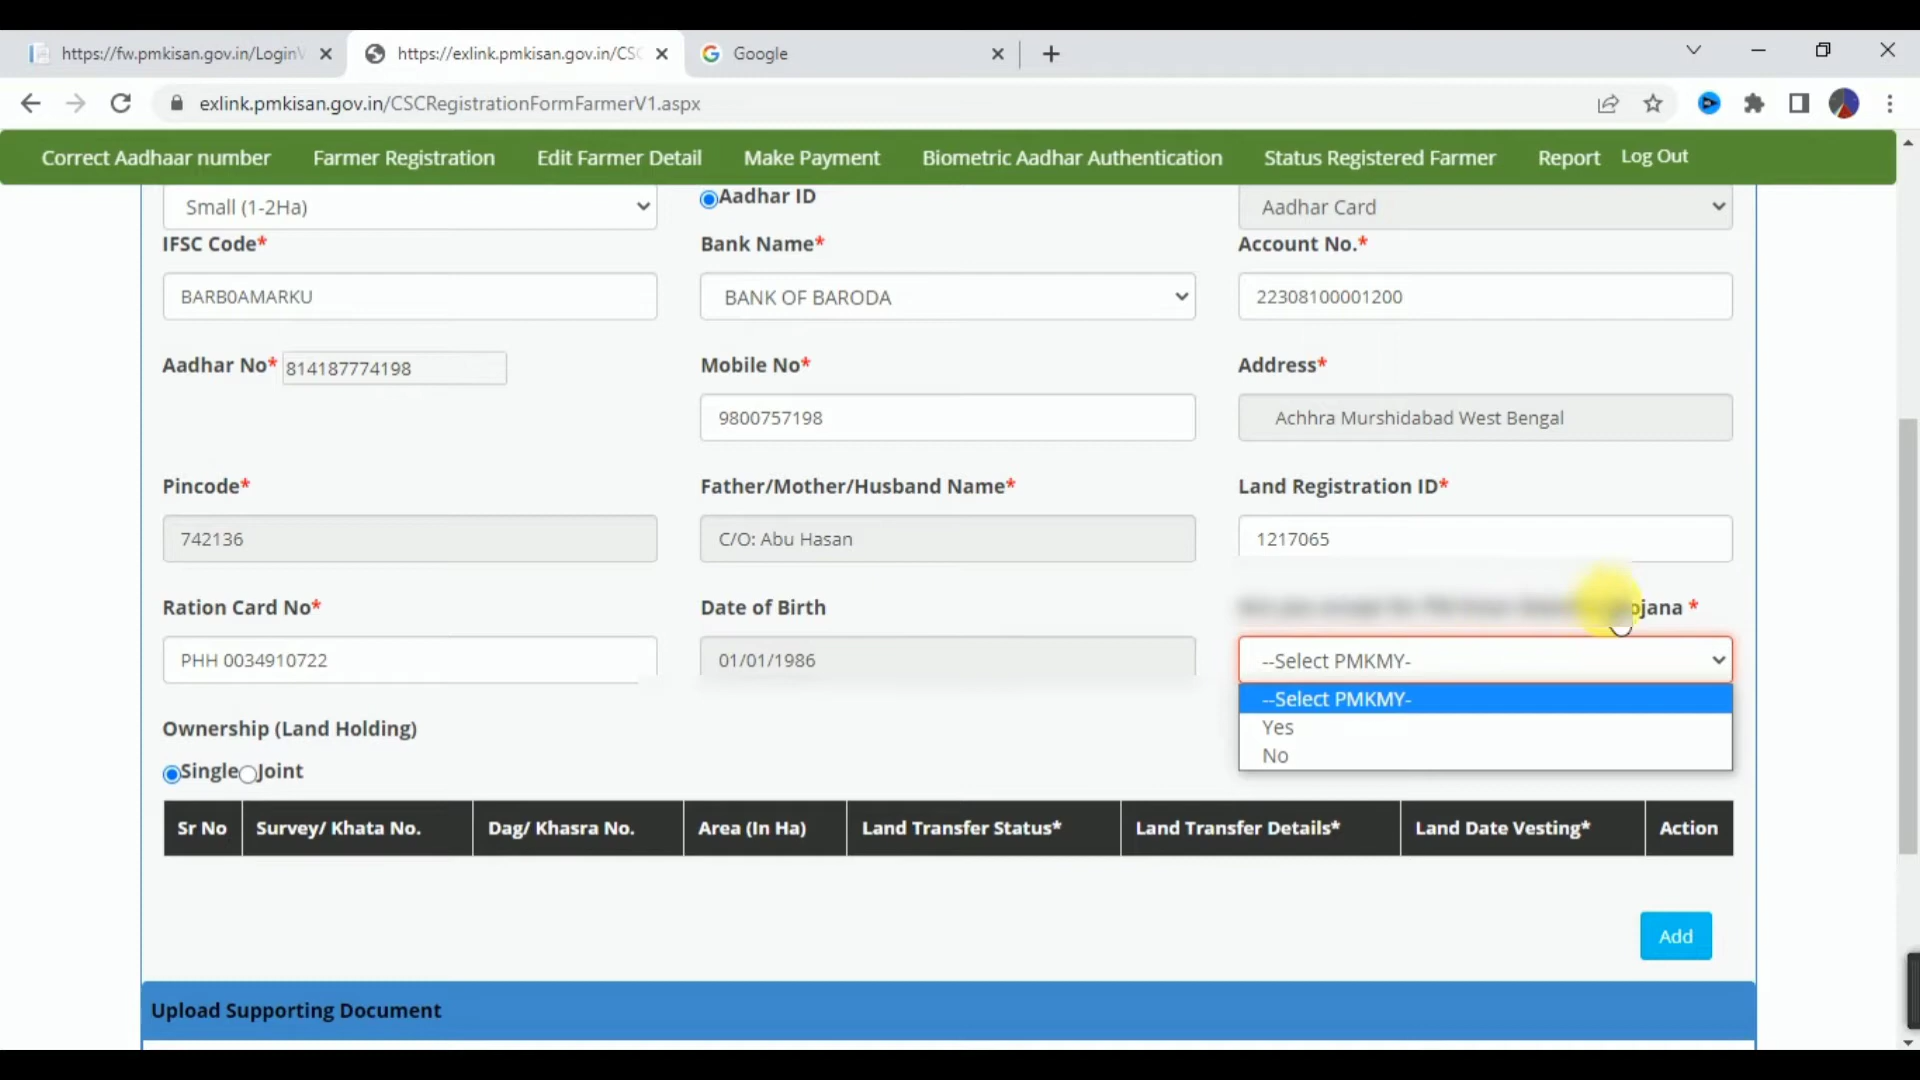 https://fw.pmkisan.gov.in/LoginV
https://exlink.pmkisan.gov.in/CSC
Google
exlink.pmkisan.gov.in/CSCRegistrationFormFarmerV1.aspx
Correct Aadhaar number Farmer Registration Edit Farmer Detail Make Payment Biometric Aadhar Authentication Status Registered Farmer Report Log Out
Small (1-2Ha) Aadhar ID Aadhar Card
IFSC Code* Bank Name* Account No.*
BARB0AMARKU BANK OF BARODA 22308100001200
Aadhar No* 814187774198 Mobile No* Address*
9800757198 Achhra Murshidabad West Bengal
Pincode* Father/Mother/Husband Name* Land Registration ID*
742136 C/O: Abu Hasan 1217065
Ration Card No* Date of Birth ojana *
PHH 0034910722 01/01/1986 --Select PMKMY-
--Select PMKMY-
Yes
No
Ownership (Land Holding)
Single Joint
Sr No Survey/ Khata No. Dag/ Khasra No. Area (In Ha) Land Transfer Status* Land Transfer Details* Land Date Vesting* Action
Add
Upload Supporting Document